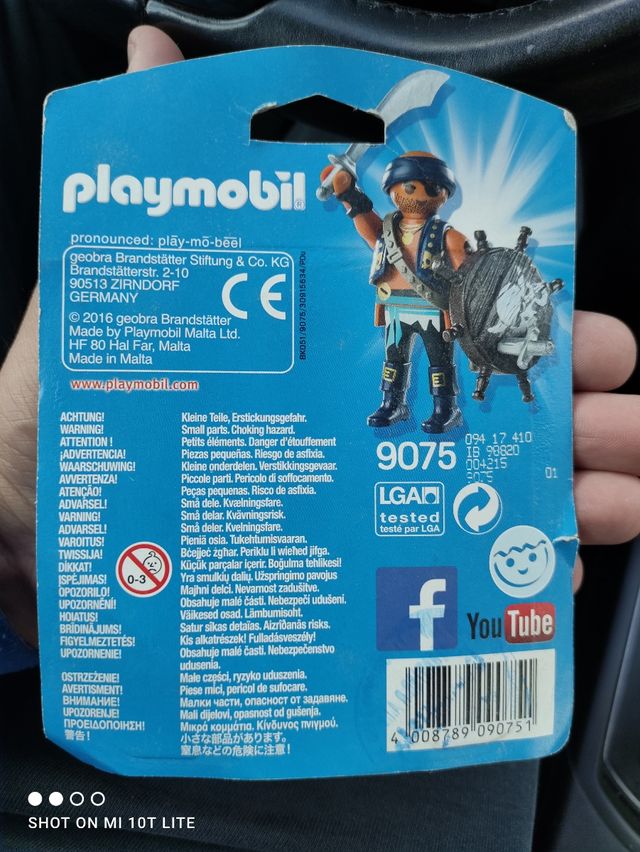 playmobil®
pronounced: plāy-mō-bēēl
geobra Brandstätter Stiftung & Co. KG
Brandstätterstr. 2-10
90513 ZIRNDORF
GERMANY
CE
© 2016 geobra Brandstätter
Made by Playmobil Malta Ltd.
HF 80 Hal Far, Malta
Made in Malta
BK051/9075/30915634/PDu
www.playmobil.com
ACHTUNG! Kleine Teile, Erstickungsgefahr.
WARNING! Small parts. Choking hazard.
ATTENTION ! Petits éléments. Danger d'étouffement
¡ADVERTENCIA! Piezas pequeñas. Riesgo de asfixia.
WAARSCHUWING! Kleine onderdelen. Verstikkingsgevaar.
AVVERTENZA! Piccole parti. Pericolo di soffocamento.
ATENÇÃO! Peças pequenas. Risco de asfixia.
ADVARSEL! Små dele. Kvælningsfare.
VARNING! Små delar. Kvävningsrisk.
ADVARSEL! Små deler. Kvelningsfare.
VAROITUS! Pieniä osia. Tukehtumisvaaran.
TWISSIJA! Bċejjeċ żgħar. Periklu li wieħed jifga.
DİKKAT! Küçük parçalar içerir. Boğulma tehlikesi!
ĮSPĖJIMAS! Yra smulkių dalių. Užspringimo pavojus
OPOZORILO! Majhni delci. Nevarnost zadušitve.
UPOZORNĚNÍ! Obsahuje malé části. Nebezpečí udušení.
HOIATUS! Väikesed osad. Lämbumisoht.
BRĪDINĀJUMS! Satur sīkas detaļas. Aizrīšanās risks.
FIGYELMEZTETÉS! Kis alkatrészek! Fulladásveszély!
UPOZORNENIE! Obsahuje malé časti. Nebezpečenstvo
udusenia.
OSTRZEŻENIE! Małe części, ryzyko uduszenia.
AVERTISMENT! Piese mici, pericol de sufocare.
ВНИМАНИЕ! Малки части, опасност от задавяне.
UPOZORENJE! Mali dijelovi, opasnost od gušenja.
ΠΡΟΕΙΔΟΠΟΙΗΣΗ! Μικρά κομμάτια. Κίνδυνος πνιγμού.
警告! 小さな部品があります。
窒息などの危険に注意!
0-3
9075
094 17 410
IB 98820
004215
5075 01
LGA
tested
testé par LGA
f
YouTube
4 008789 090751
SHOT ON MI 10T LITE